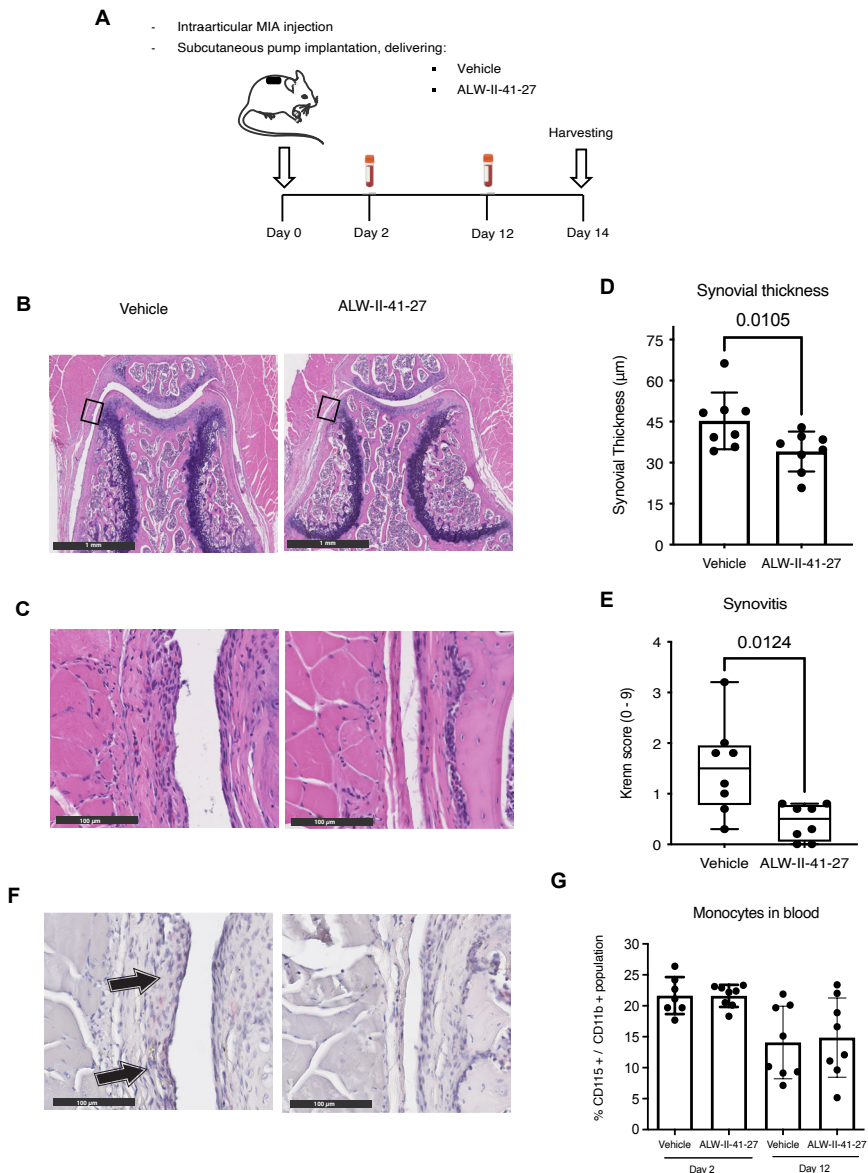 A
- Intraarticular MIA injection
- Subcutaneous pump implantation, delivering:
▪ Vehicle
▪ ALW-II-41-27
Harvesting
Day 0 Day 2 Day 12 Day 14
B
Vehicle ALW-II-41-27
1 mm 1 mm
C
100 µm 100 µm
D
Synovial thickness
0.0105
Synovial Thickness (µm)
75
60
45
30
15
0
Vehicle ALW-II-41-27
E
Synovitis
0.0124
Krenn score (0 - 9)
4
3
2
1
0
Vehicle ALW-II-41-27
F
100 µm 100 µm
G
Monocytes in blood
% CD115 + / CD11b + population
30
25
20
15
10
5
0
Vehicle ALW-II-41-27 Vehicle ALW-II-41-27
Day 2 Day 12